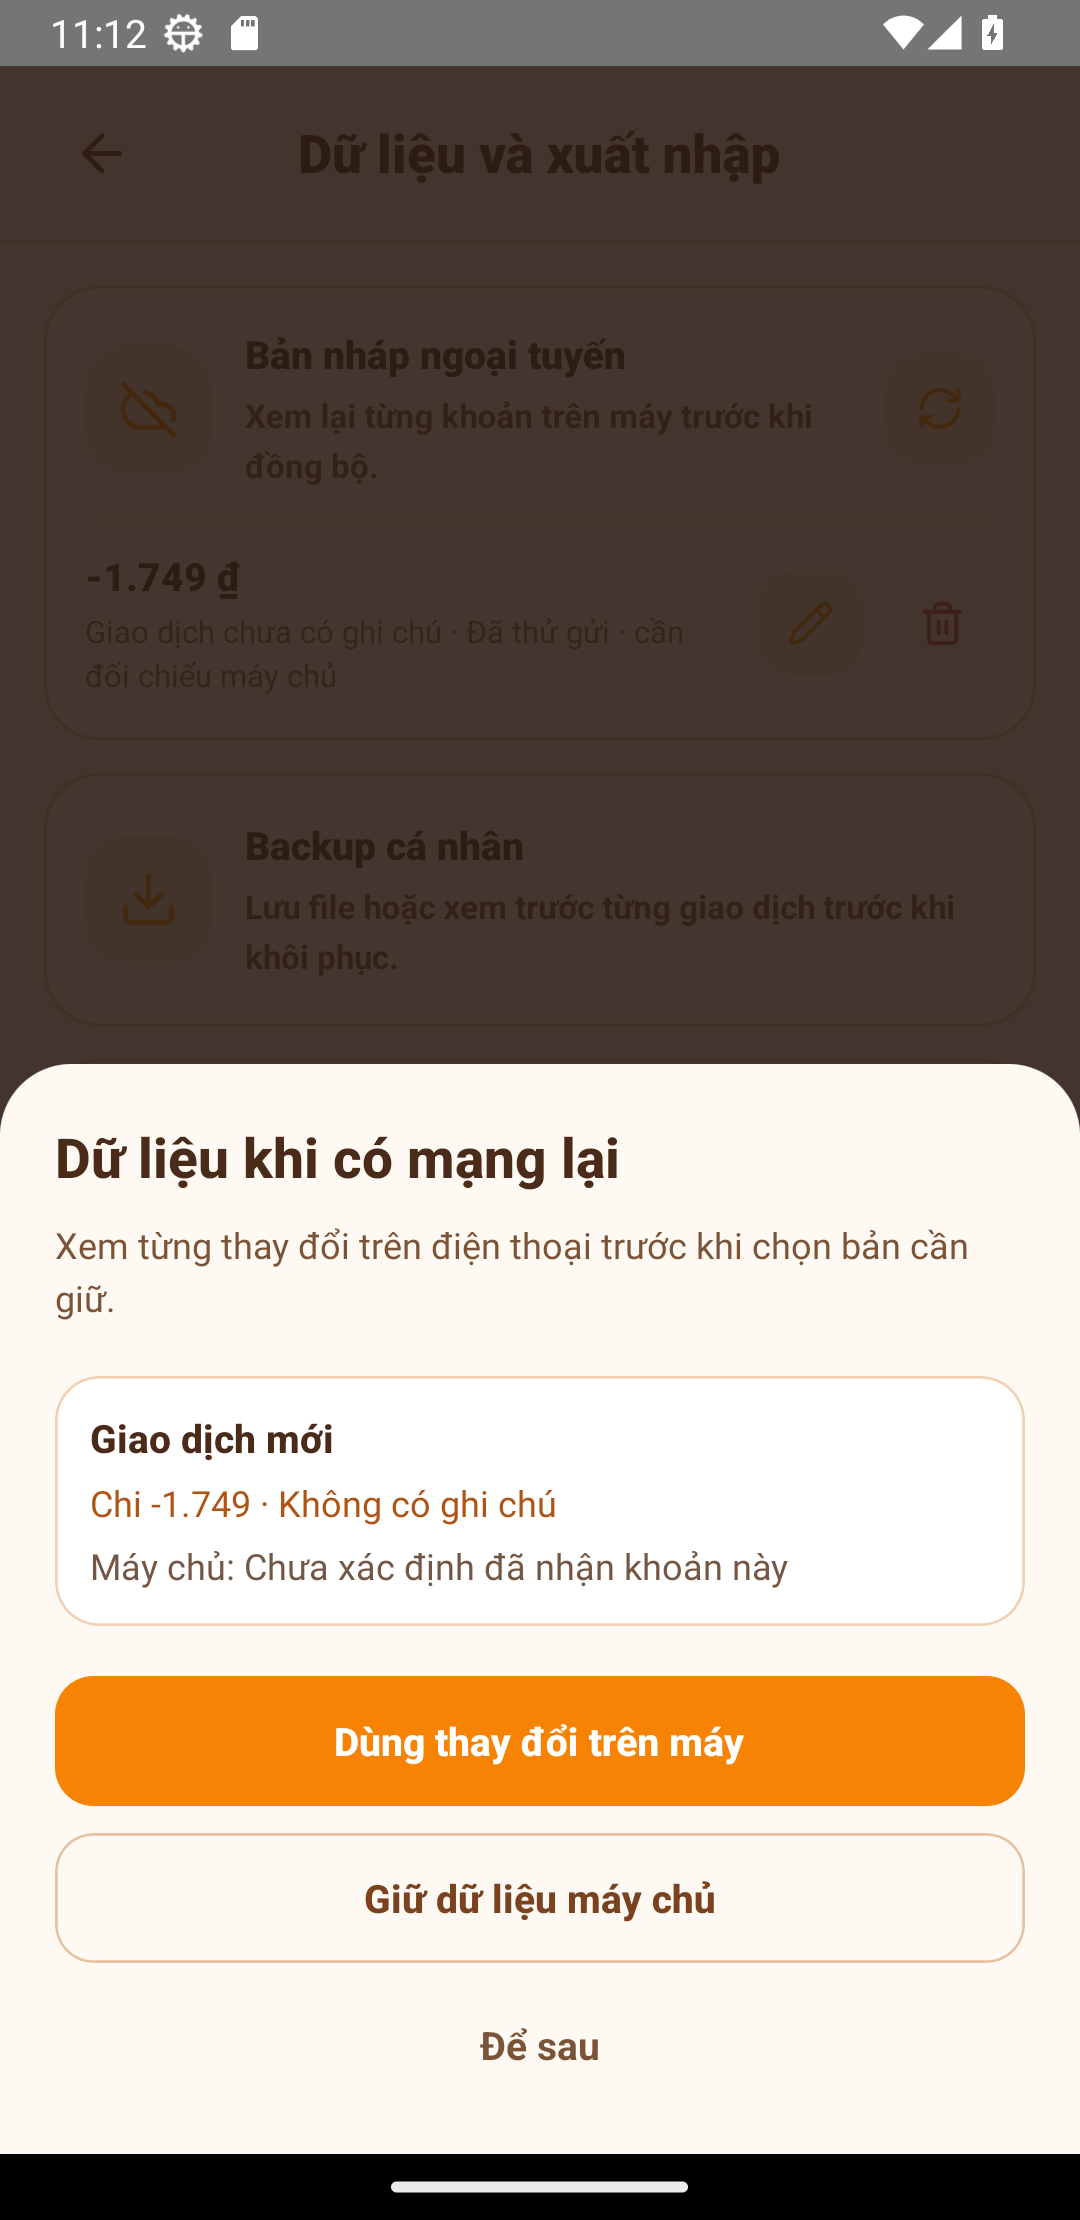 11:12
Dữ liệu và xuất nhập
Bản nháp ngoại tuyến
Xem lại từng khoản trên máy trước khi
đồng bộ.
-1.749 ₫
Giao dịch chưa có ghi chú · Đã thử gửi · cần
đối chiếu máy chủ
Backup cá nhân
Lưu file hoặc xem trước từng giao dịch trước khi
khôi phục.
Dữ liệu khi có mạng lại
Xem từng thay đổi trên điện thoại trước khi chọn bản cần
giữ.
Giao dịch mới
Chi -1.749 · Không có ghi chú
Máy chủ: Chưa xác định đã nhận khoản này
Dùng thay đổi trên máy
Giữ dữ liệu máy chủ
Để sau